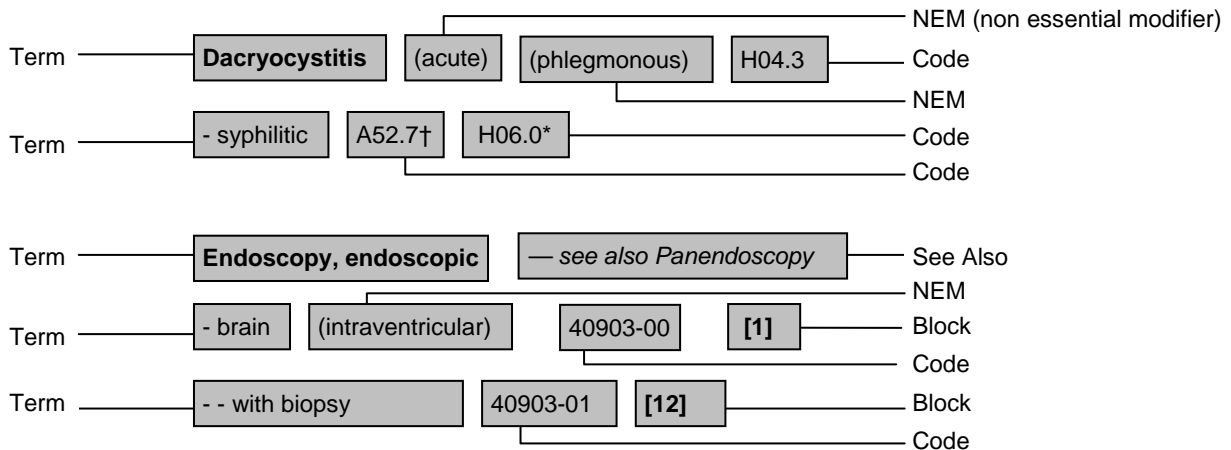 NEM (non essential modifier)
Term Dacryocystitis (acute) (phlegmonous) H04.3 Code
NEM
Term - syphilitic A52.7† H06.0* Code
Code
Term Endoscopy, endoscopic — see also Panendoscopy See Also
NEM
Term - brain (intraventricular) 40903-00 [1] Block
Code
Term - - with biopsy 40903-01 [12] Block
Code